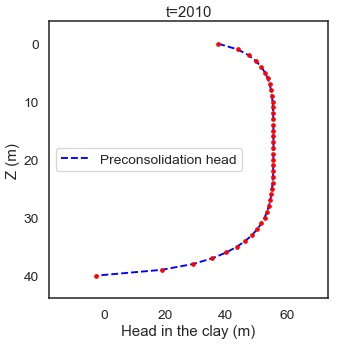 t=2010
0
10
20
30
40
Z (m)
Preconsolidation head
0 20 40 60
Head in the clay (m)